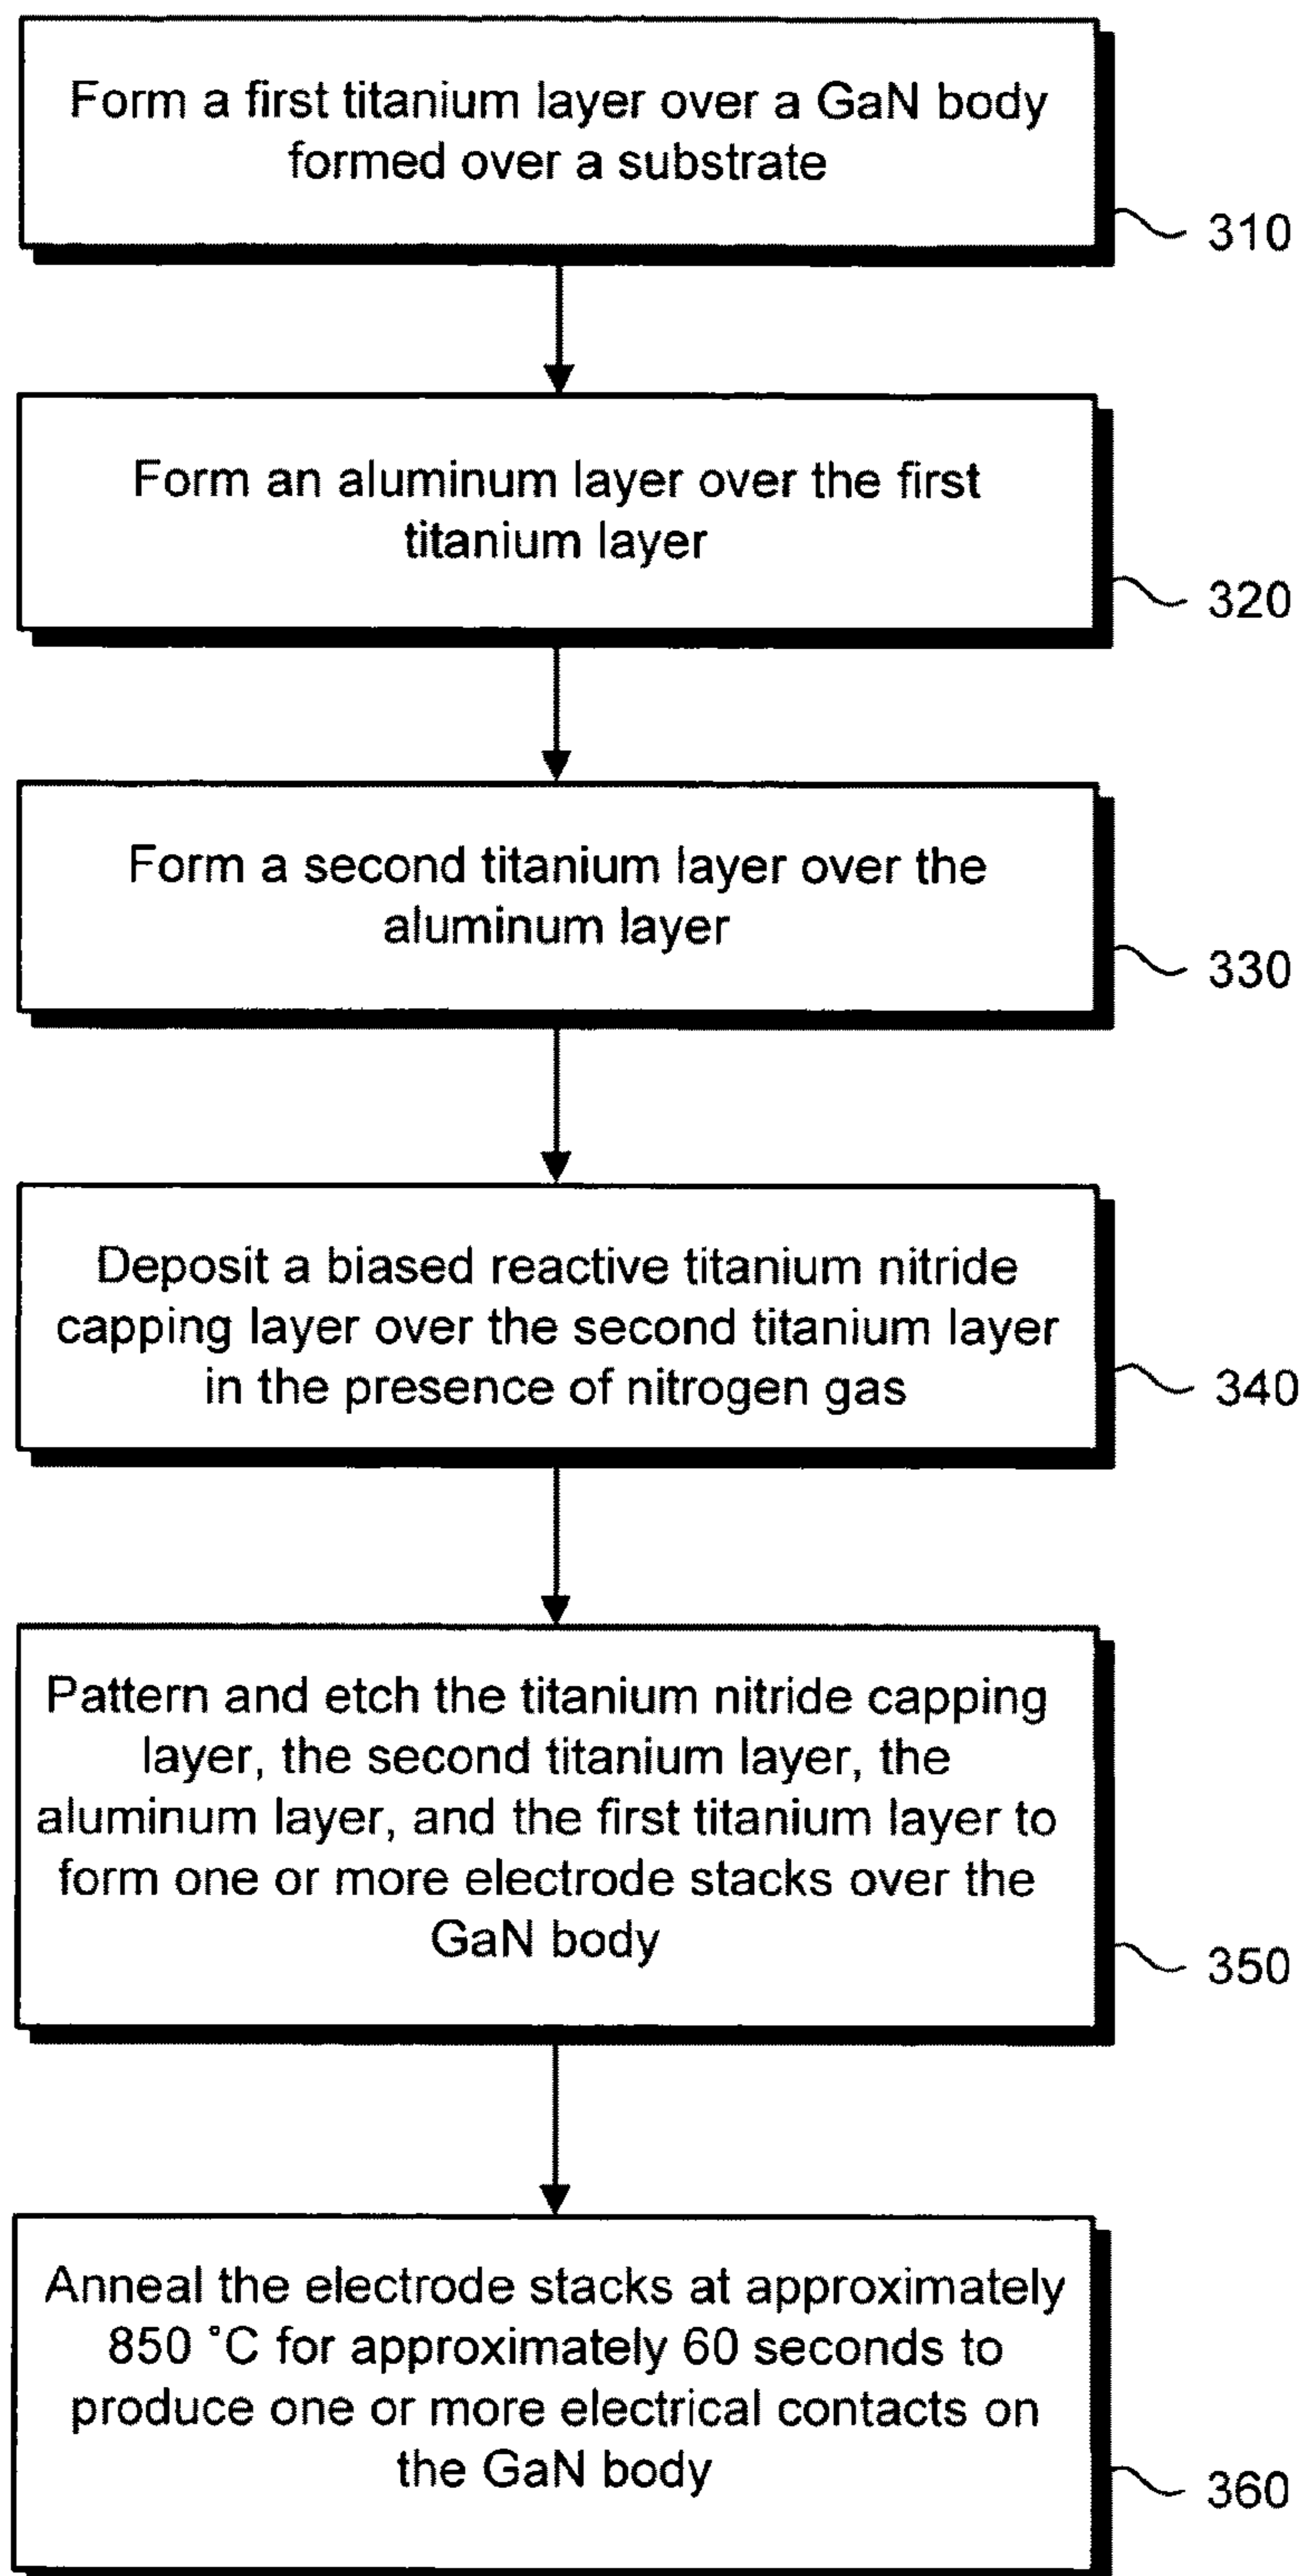 Form a first titanium layer over a GaN body
formed over a substrate
310
Form an aluminum layer over the first
titanium layer
320
Form a second titanium layer over the
aluminum layer
330
Deposit a biased reactive titanium nitride
capping layer over the second titanium layer
in the presence of nitrogen gas
340
Pattern and etch the titanium nitride capping
layer, the second titanium layer, the
aluminum layer, and the first titanium layer to
form one or more electrode stacks over the
GaN body
350
Anneal the electrode stacks at approximately
850 ˚C for approximately 60 seconds to
produce one or more electrical contacts on
the GaN body
360